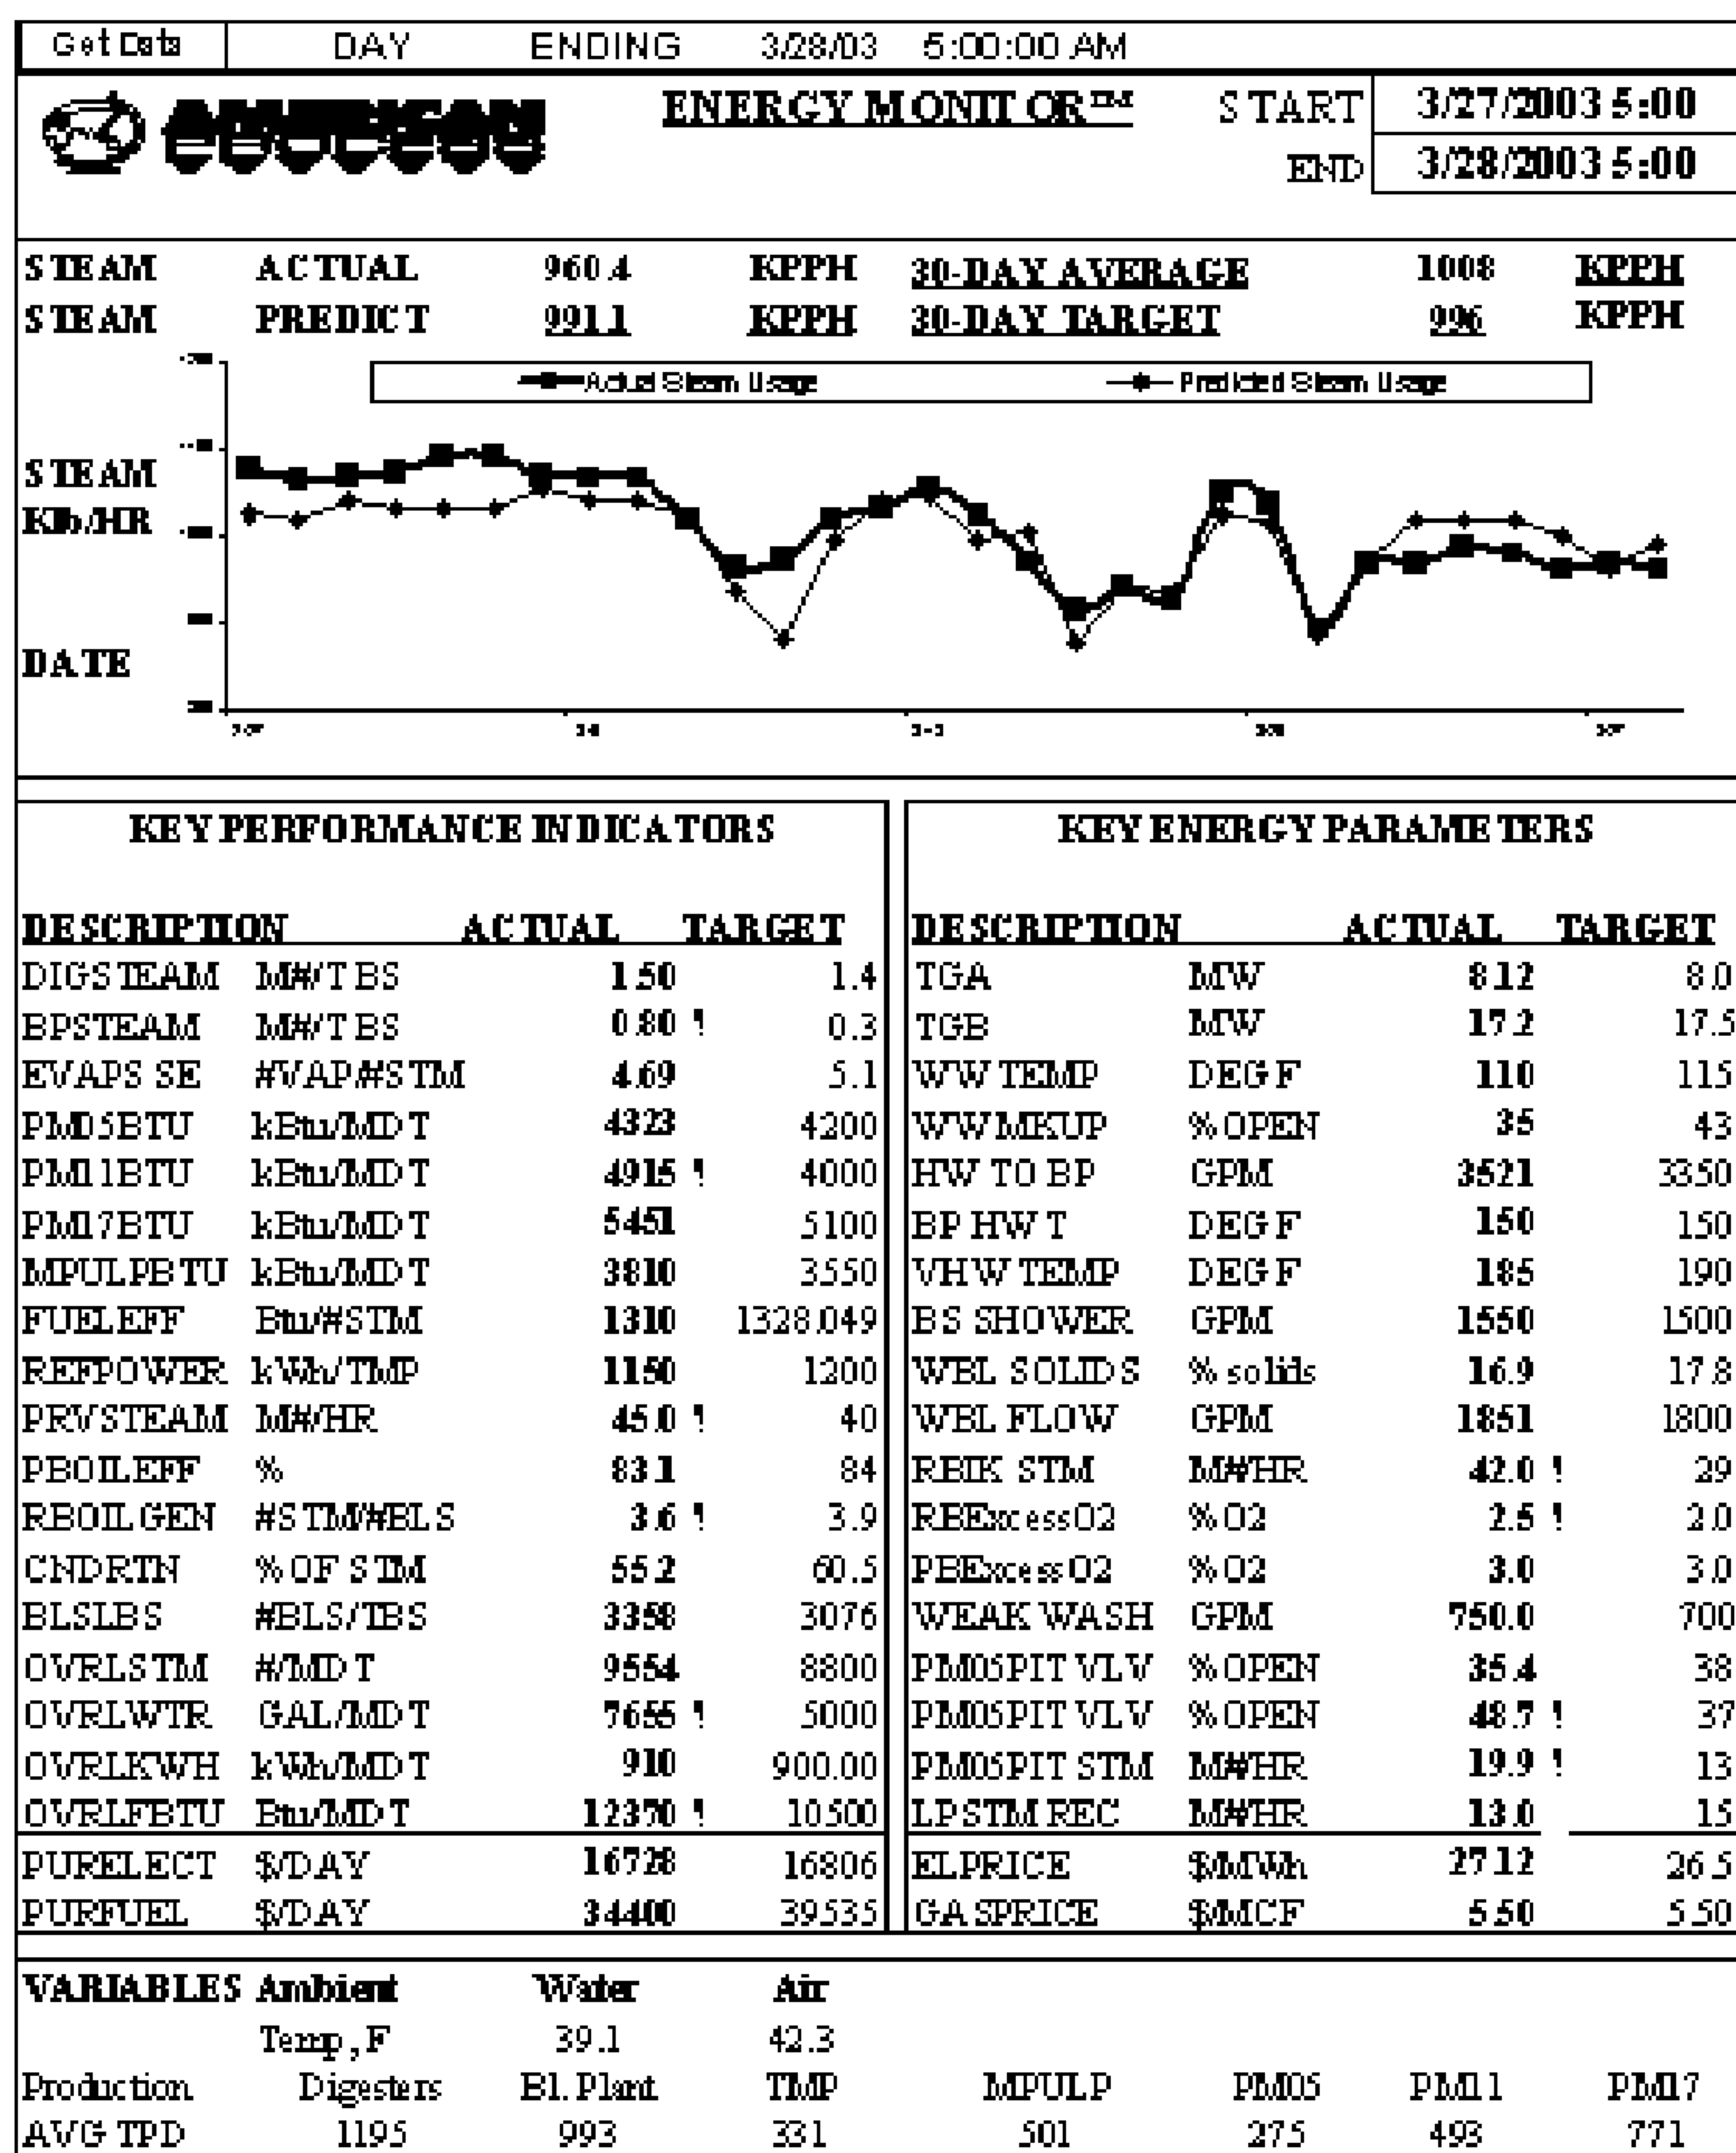 Get Data DAY ENDING 3/28/03 5:00:00 AM
ENERGY MONITOR™ START 3/27/2003 5:00
END 3/28/2003 5:00
STEAM ACTUAL 960.4 KPPH 30-DAY AVERAGE 1008 KPPH
STEAM PREDICT 991.1 KPPH 30-DAY TARGET 996 KPPH
Actual Steam Usage Predicted Steam Usage
STEAM
Klb/HR
DATE
KEY PERFORMANCE INDICATORS
DESCRIPTION ACTUAL TARGET
DIGSTEAM M#/TBS 1.50 1.4
BPSTEAM M#/TBS 0.80 ! 0.3
EVAPS SE #VAP/#STM 4.69 5.1
PM05BTU kBtu/MDT 4323 4200
PM11BTU kBtu/MDT 4915 ! 4000
PM17BTU kBtu/MDT 5451 5100
MPULPBTU kBtu/MDT 3810 3550
FUELEFF Btu/#STM 1310 1328.049
REFPOWER kWh/TMP 1150 1200
PRVSTEAM M#/HR 45.0 ! 40
PBOILEFF % 83.1 84
RBOILGEN #STM/#BLS 3.6 ! 3.9
CNDRTN % OF STM 55.2 60.5
BLSLBS #BLS/TBS 3358 3076
OVRLSTM #/MDT 9554 8800
OVRLWTR GAL/MDT 7655 ! 5000
OVRLKWH kWh/MDT 910 900.00
OVRLFBTU Btu/MDT 12370 ! 10500
PURELECT $/DAY 16728 16806
PURFUEL $/DAY 34400 39535
KEY ENERGY PARAMETERS
DESCRIPTION ACTUAL TARGET
TGA MW 8.12 8.0
TGB MW 17.2 17.5
WW TEMP DEG F 110 115
WW MKUP % OPEN 35 43
HW TO BP GPM 3521 3350
BP HW T DEG F 150 150
VHW TEMP DEG F 185 190
BS SHOWER GPM 1550 1500
WBL SOLIDS % solids 16.9 17.8
WBL FLOW GPM 1851 1800
RBIK STM M#/HR 42.0 ! 29
RBExcessO2 %O2 2.5 ! 2.0
PBExcessO2 %O2 3.0 3.0
WEAK WASH GPM 750.0 700
PM05PIT VLV % OPEN 35.4 38
PM05PIT VLV % OPEN 48.7 ! 37
PM05PIT STM M#/HR 19.9 ! 13
LPSTM REC M#/HR 13.0 15
ELPRICE $/MWh 27.12 26.5
GASPRICE $/MCF 5.50 5.50
VARIABLES Ambient Water Air
Temp, F 39.1 42.3
Production Digesters Bl. Plant TMP MPULP PM05 PM11 PM17
AVG TPD 1195 993 331 501 275 493 771